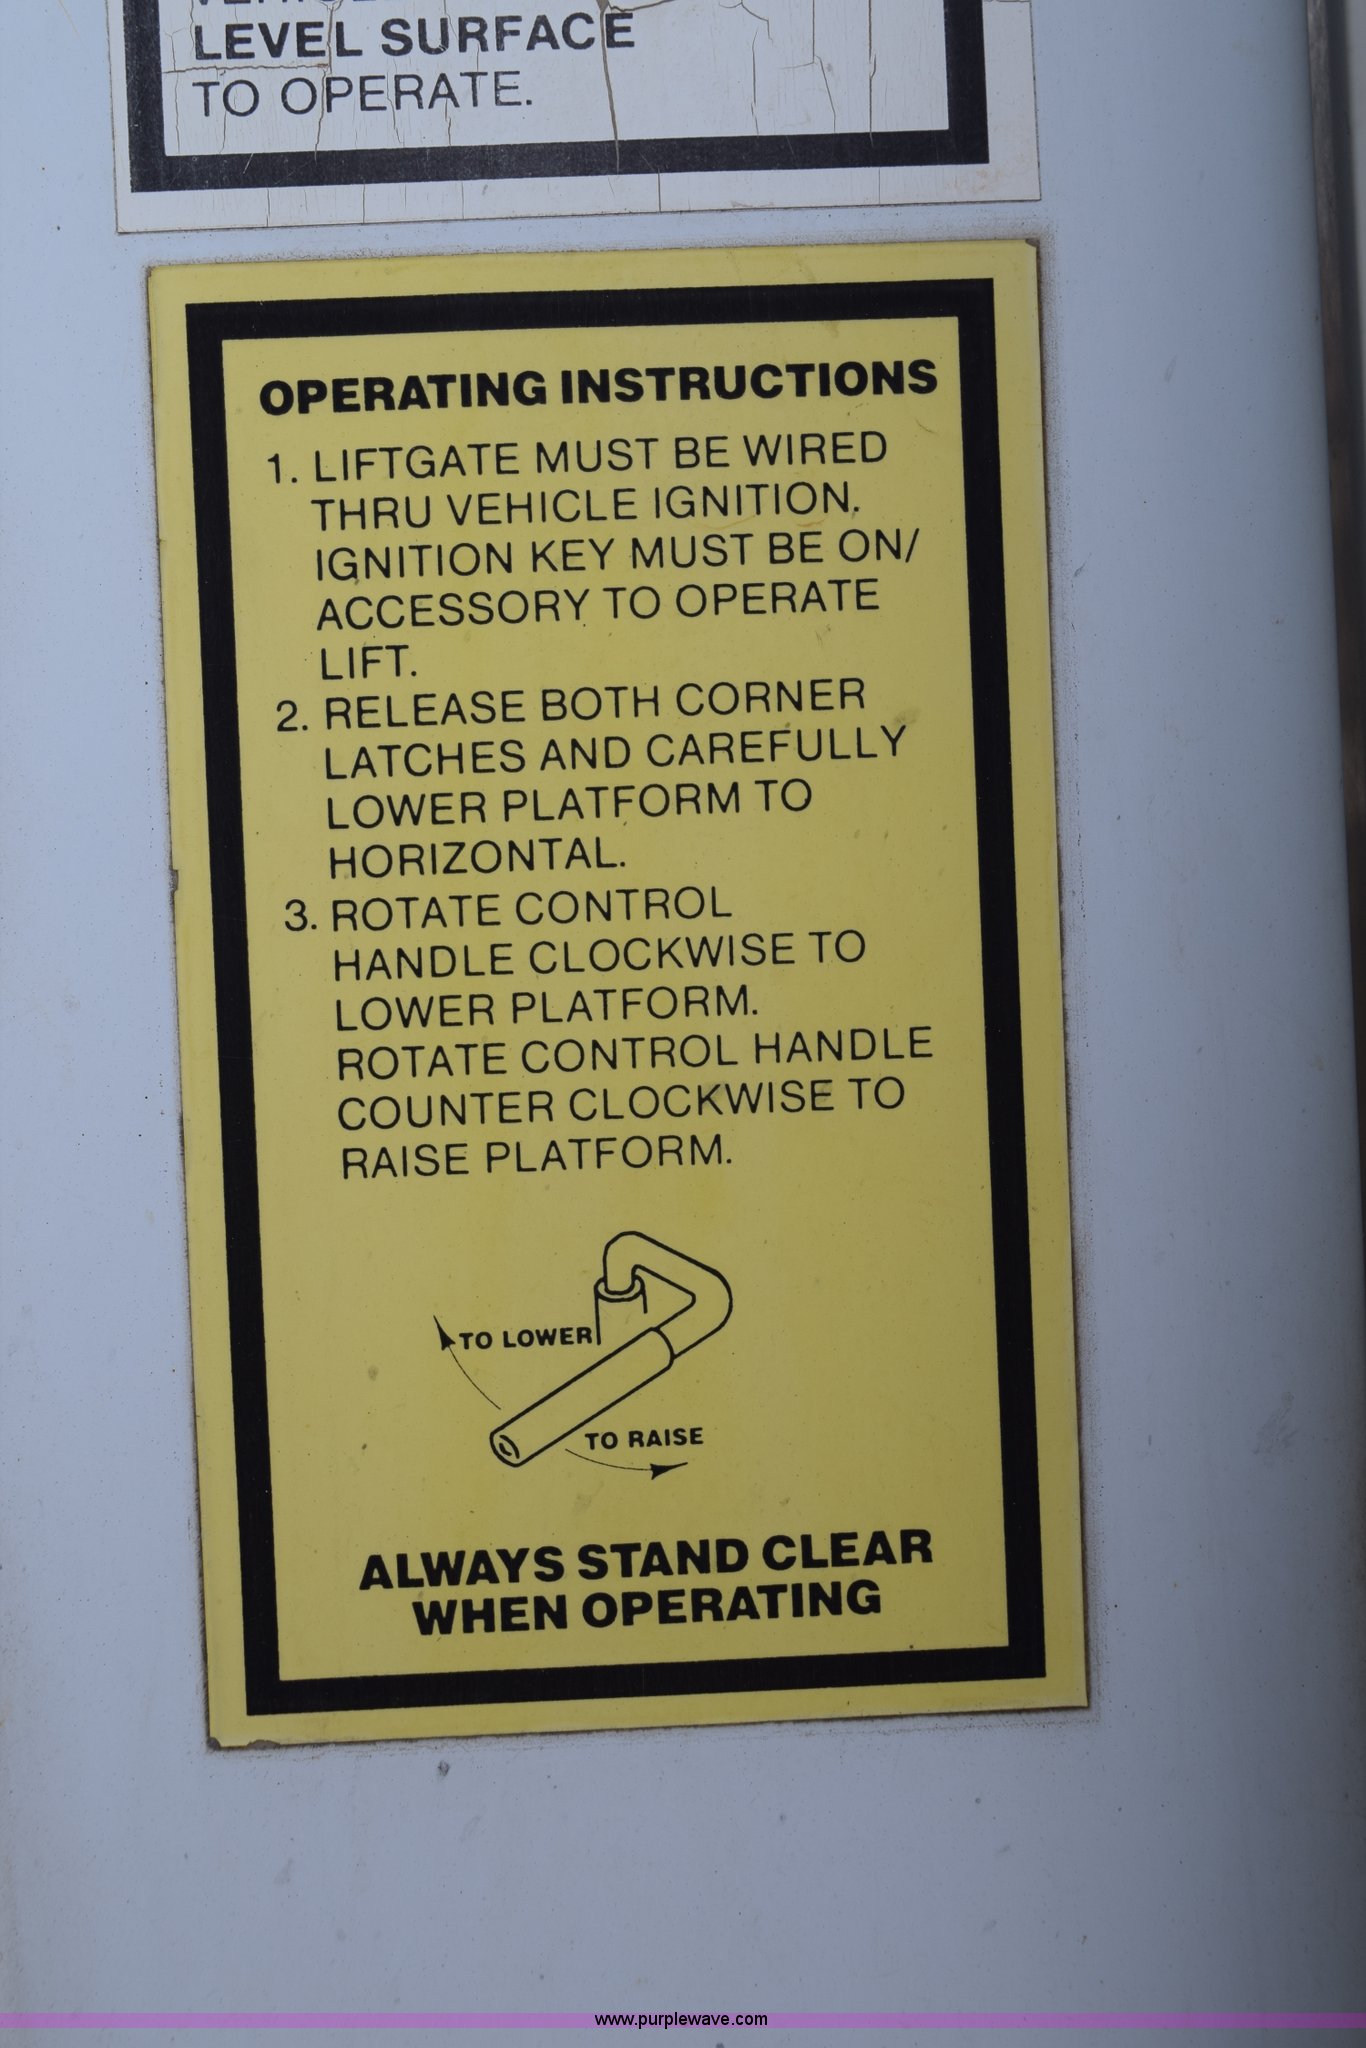 LEVEL SURFACE
TO OPERATE.
OPERATING INSTRUCTIONS
1. LIFTGATE MUST BE WIRED
THRU VEHICLE IGNITION.
IGNITION KEY MUST BE ON/
ACCESSORY TO OPERATE
LIFT.
2. RELEASE BOTH CORNER
LATCHES AND CAREFULLY
LOWER PLATFORM TO
HORIZONTAL.
3. ROTATE CONTROL
HANDLE CLOCKWISE TO
LOWER PLATFORM.
ROTATE CONTROL HANDLE
COUNTER CLOCKWISE TO
RAISE PLATFORM.
TO LOWER
TO RAISE
ALWAYS STAND CLEAR
WHEN OPERATING
www.purplewave.com